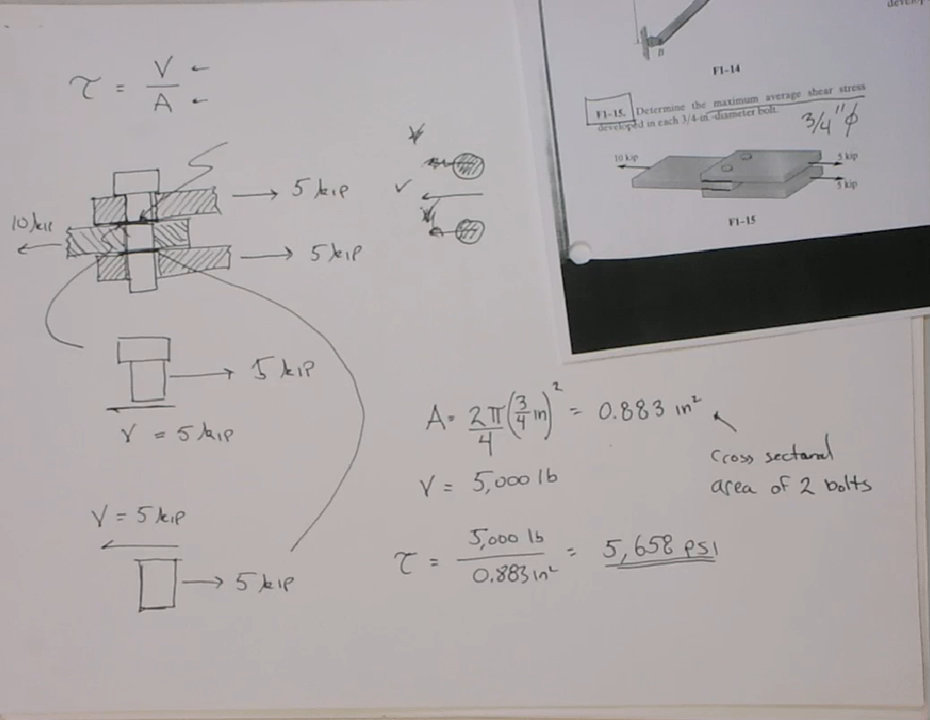 τ = V/A
10 kip
5 kip
5 kip
V
5 kip
V = 5 kip
V = 5 kip
5 kip
A = 2π/4 (3/4 in)² = 0.883 in²
cross sectional
area of 2 bolts
V = 5,000 lb
τ = 5,000 lb / 0.883 in² = 5,658 psi
B
F1–14
F1–15. Determine the maximum average shear stress
developed in each 3/4-in.-diameter bolt.
3/4" ϕ
10 kip
5 kip
5 kip
F1–15